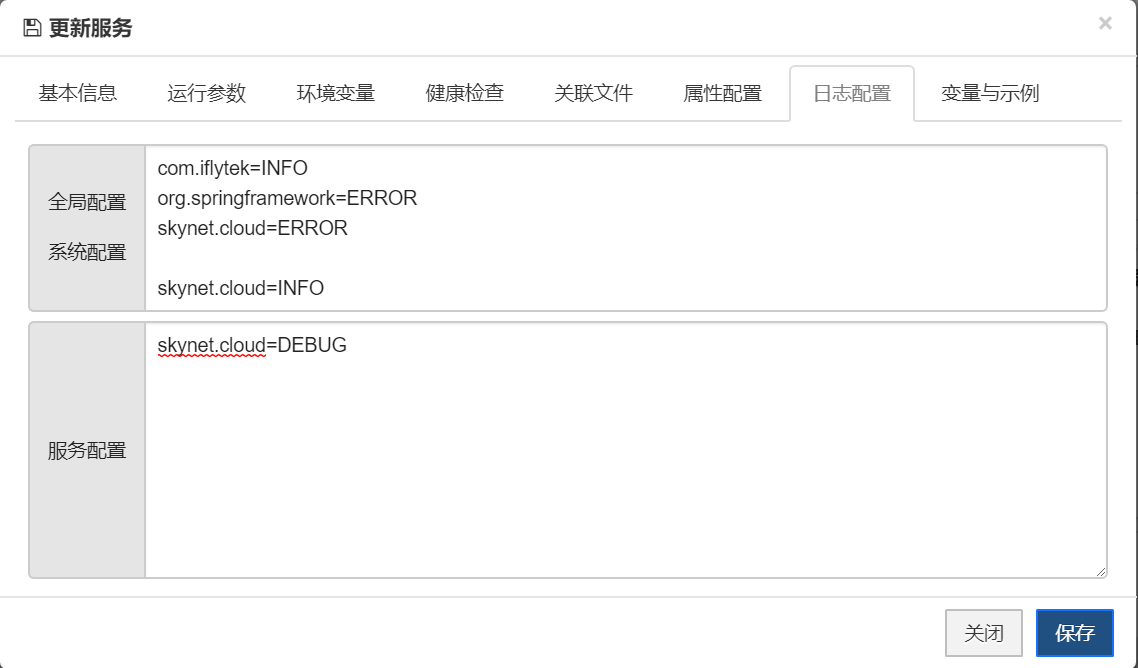 更新服务
×
基本信息 运行参数 环境变量 健康检查 关联文件 属性配置 日志配置 变量与示例
全局配置
系统配置
com.iflytek=INFO
org.springframework=ERROR
skynet.cloud=ERROR
skynet.cloud=INFO
服务配置
skynet.cloud=DEBUG
关闭 保存